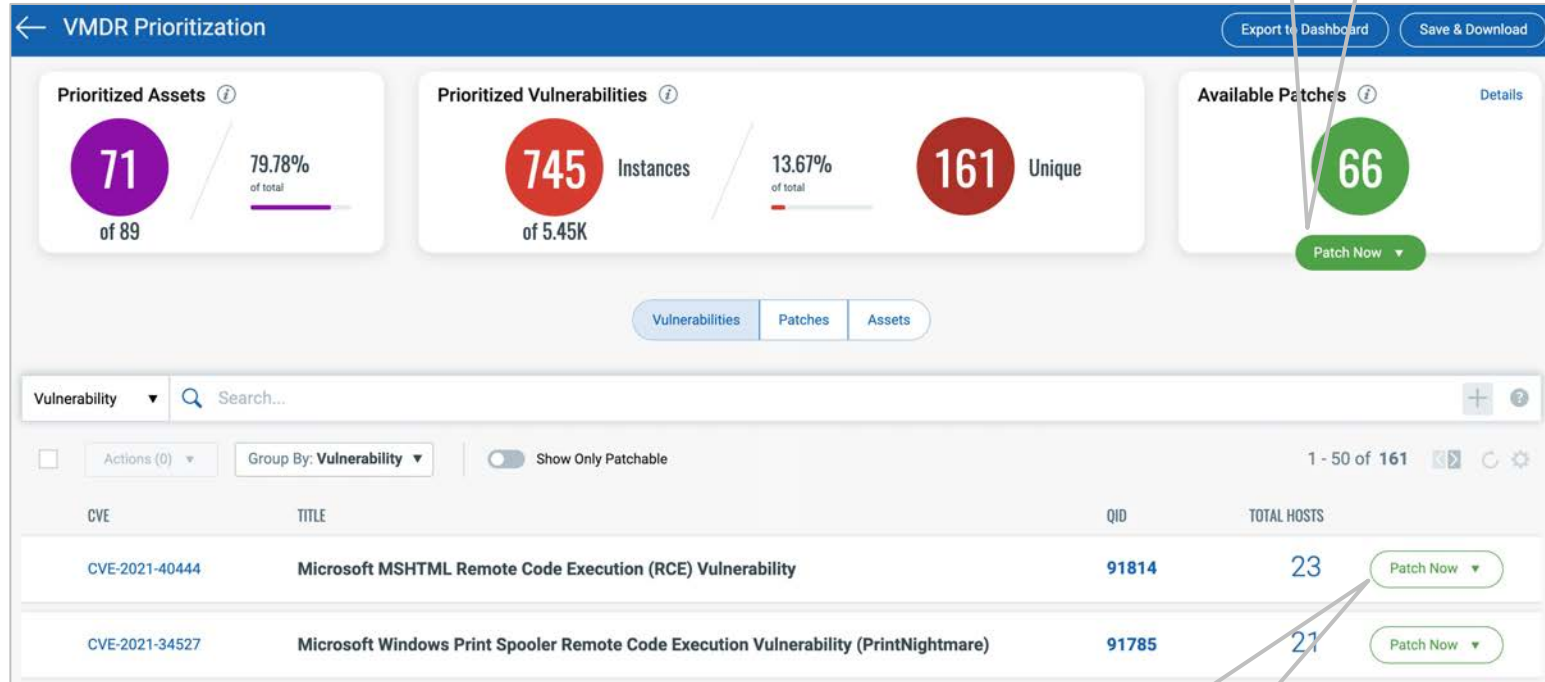 VMDR Prioritization
Export to Dashboard
Save & Download
Prioritized Assets
71
of 89
79.78%
of total
Prioritized Vulnerabilities
745 Instances
of 5.45K
13.67%
of total
161 Unique
Available Patches
Details
66
Patch Now
Vulnerabilities Patches Assets
Vulnerability Search...
Actions (0) Group By: Vulnerability Show Only Patchable 1 - 50 of 161
CVE TITLE QID TOTAL HOSTS
CVE-2021-40444 Microsoft MSHTML Remote Code Execution (RCE) Vulnerability 91814 23 Patch Now
CVE-2021-34527 Microsoft Windows Print Spooler Remote Code Execution Vulnerability (PrintNightmare) 91785 21 Patch Now